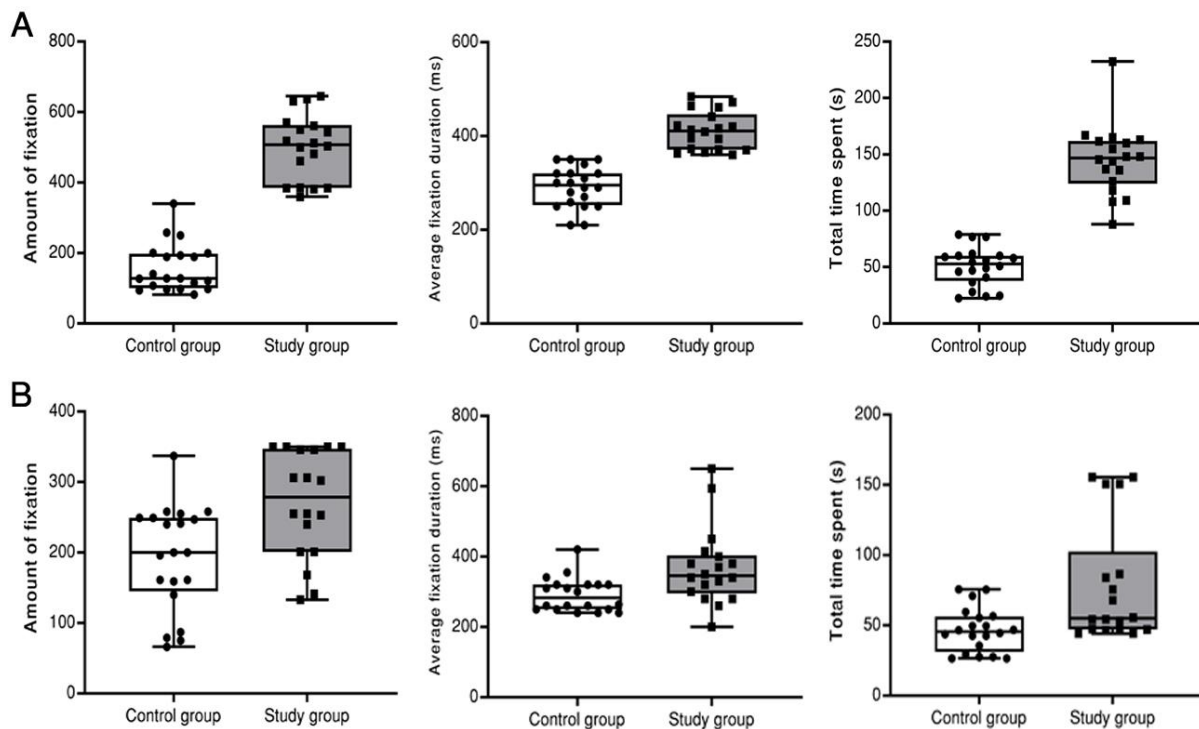 A
Amount of fixation
800
600
400
200
0
Control group
Study group
Average fixation duration (ms)
600
400
200
0
Control group
Study group
Total time spent (s)
250
200
150
100
50
0
Control group
Study group
B
Amount of fixation
400
300
200
100
0
Control group
Study group
Average fixation duration (ms)
800
600
400
200
0
Control group
Study group
Total time spent (s)
200
150
100
50
0
Control group
Study group